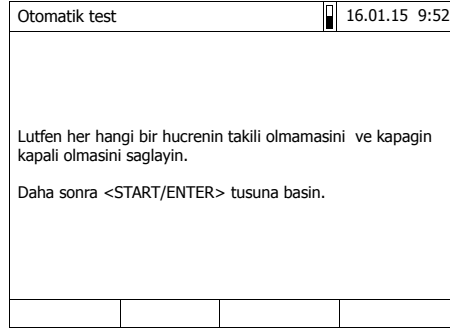 Otomatik test 16.01.15 9:52
Lutfen her hangi bir hucrenin takili olmamasini ve kapagin
kapali olmasini saglayin.
Daha sonra <START/ENTER> tusuna basin.